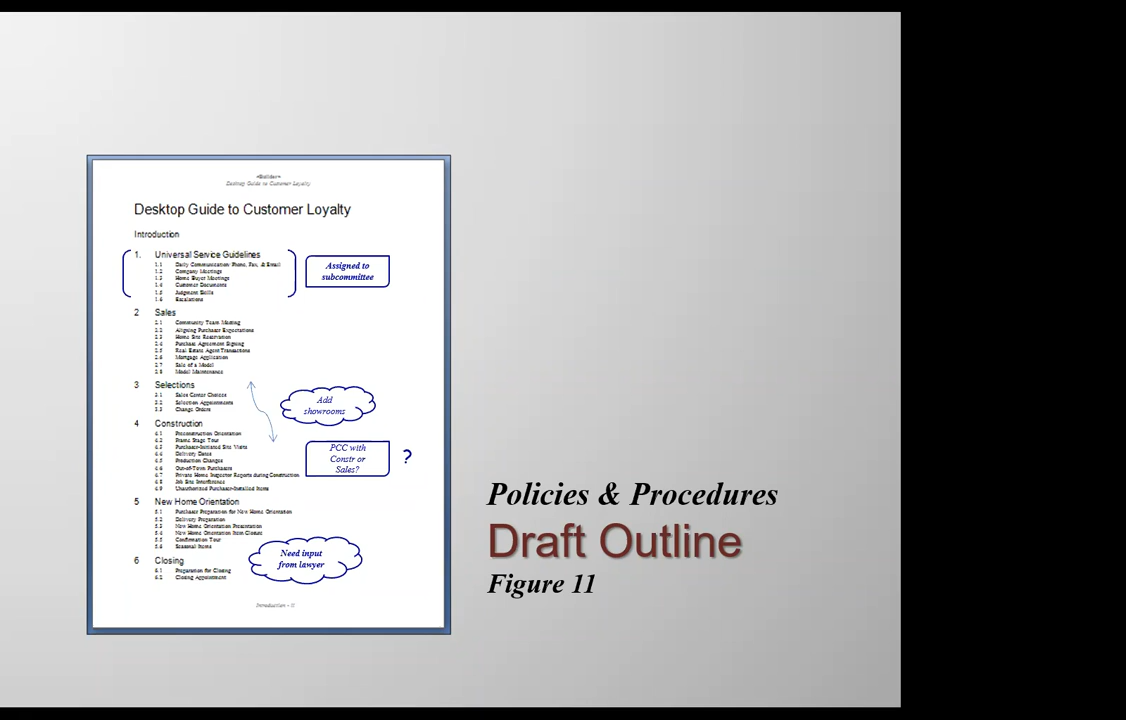 «Builder»
Desktop Guide to Customer Loyalty
Desktop Guide to Customer Loyalty
Introduction
1. Universal Service Guidelines
1.1 Daily Communication: Phone, Fax, & Email
1.2 Company Meetings
1.3 Home Buyer Meetings
1.4 Customer Documents
1.5 Judgment Skills
1.6 Escalations
Assigned to
subcommittee
2 Sales
2.1 Community Team Meeting
2.2 Aligning Purchaser Expectations
2.3 Home Site Reservation
2.4 Purchase Agreement Signing
2.5 Real Estate Agent Transactions
2.6 Mortgage Application
2.7 Sale of a Model
2.8 Model Maintenance
3 Selections
3.1 Sales Center Choices
3.2 Selection Appointments
3.3 Change Orders
Add
showrooms
4 Construction
4.1 Preconstruction Orientation
4.2 Frame Stage Tour
4.3 Purchaser-Initiated Site Visits
4.4 Delivery Dates
4.5 Production Changes
4.6 Out-of-Town Purchasers
4.7 Private Home Inspector Reports during Construction
4.8 Job Site Interference
4.9 Unauthorized Purchaser-Installed Items
PCC with
Constr or
Sales?
?
5 New Home Orientation
5.1 Purchaser Preparation for New Home Orientation
5.2 Delivery Preparation
5.3 New Home Orientation Presentation
5.4 New Home Orientation Item Closure
5.5 Confirmation Tour
5.6 Seasonal Items
Need input
from lawyer
6 Closing
6.1 Preparation for Closing
6.2 Closing Appointment
Policies & Procedures
Draft Outline
Figure 11